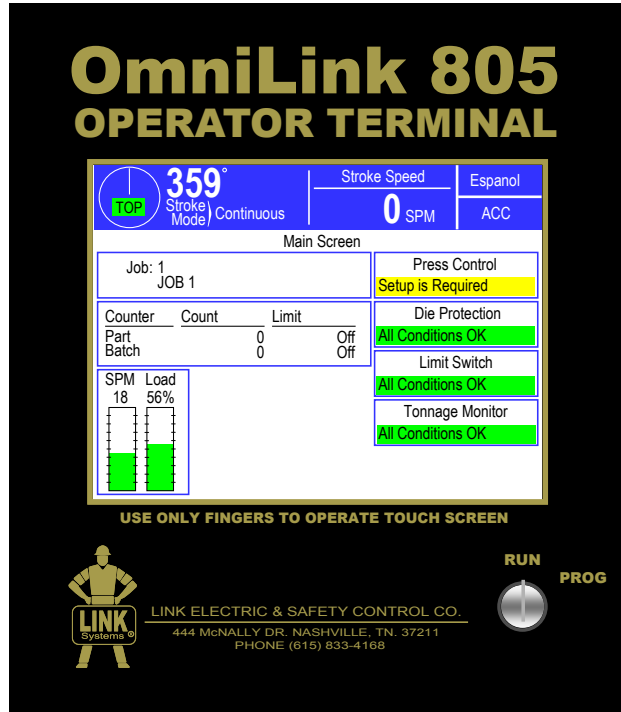 OmniLink 805
OPERATOR TERMINAL
359°
TOP
Stroke Mode) Continuous
Stroke Speed
0 SPM
Espanol
ACC
Main Screen
Job: 1
JOB 1
Counter Count Limit
Part 0 Off
Batch 0 Off
SPM Load
18 56%
Press Control
Setup is Required
Die Protection
All Conditions OK
Limit Switch
All Conditions OK
Tonnage Monitor
All Conditions OK
USE ONLY FINGERS TO OPERATE TOUCH SCREEN
RUN
PROG
LINK
Systems ®
LINK ELECTRIC & SAFETY CONTROL CO.
444 McNALLY DR. NASHVILLE, TN. 37211
PHONE (615) 833-4168